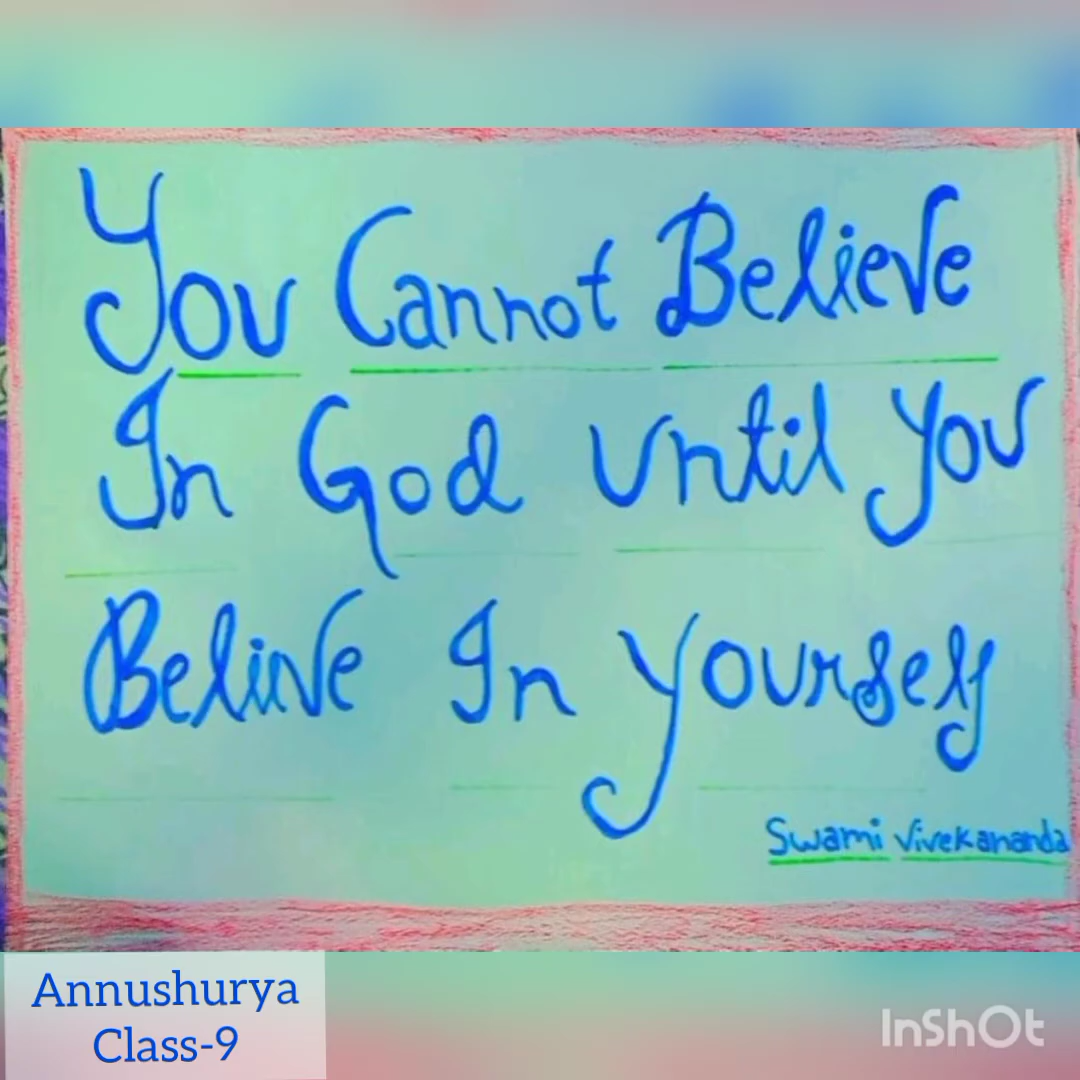 You Cannot Believe
In God Until You
Belive In Yourself
Swami Vivekananda
Annushurya
Class-9
InShOt